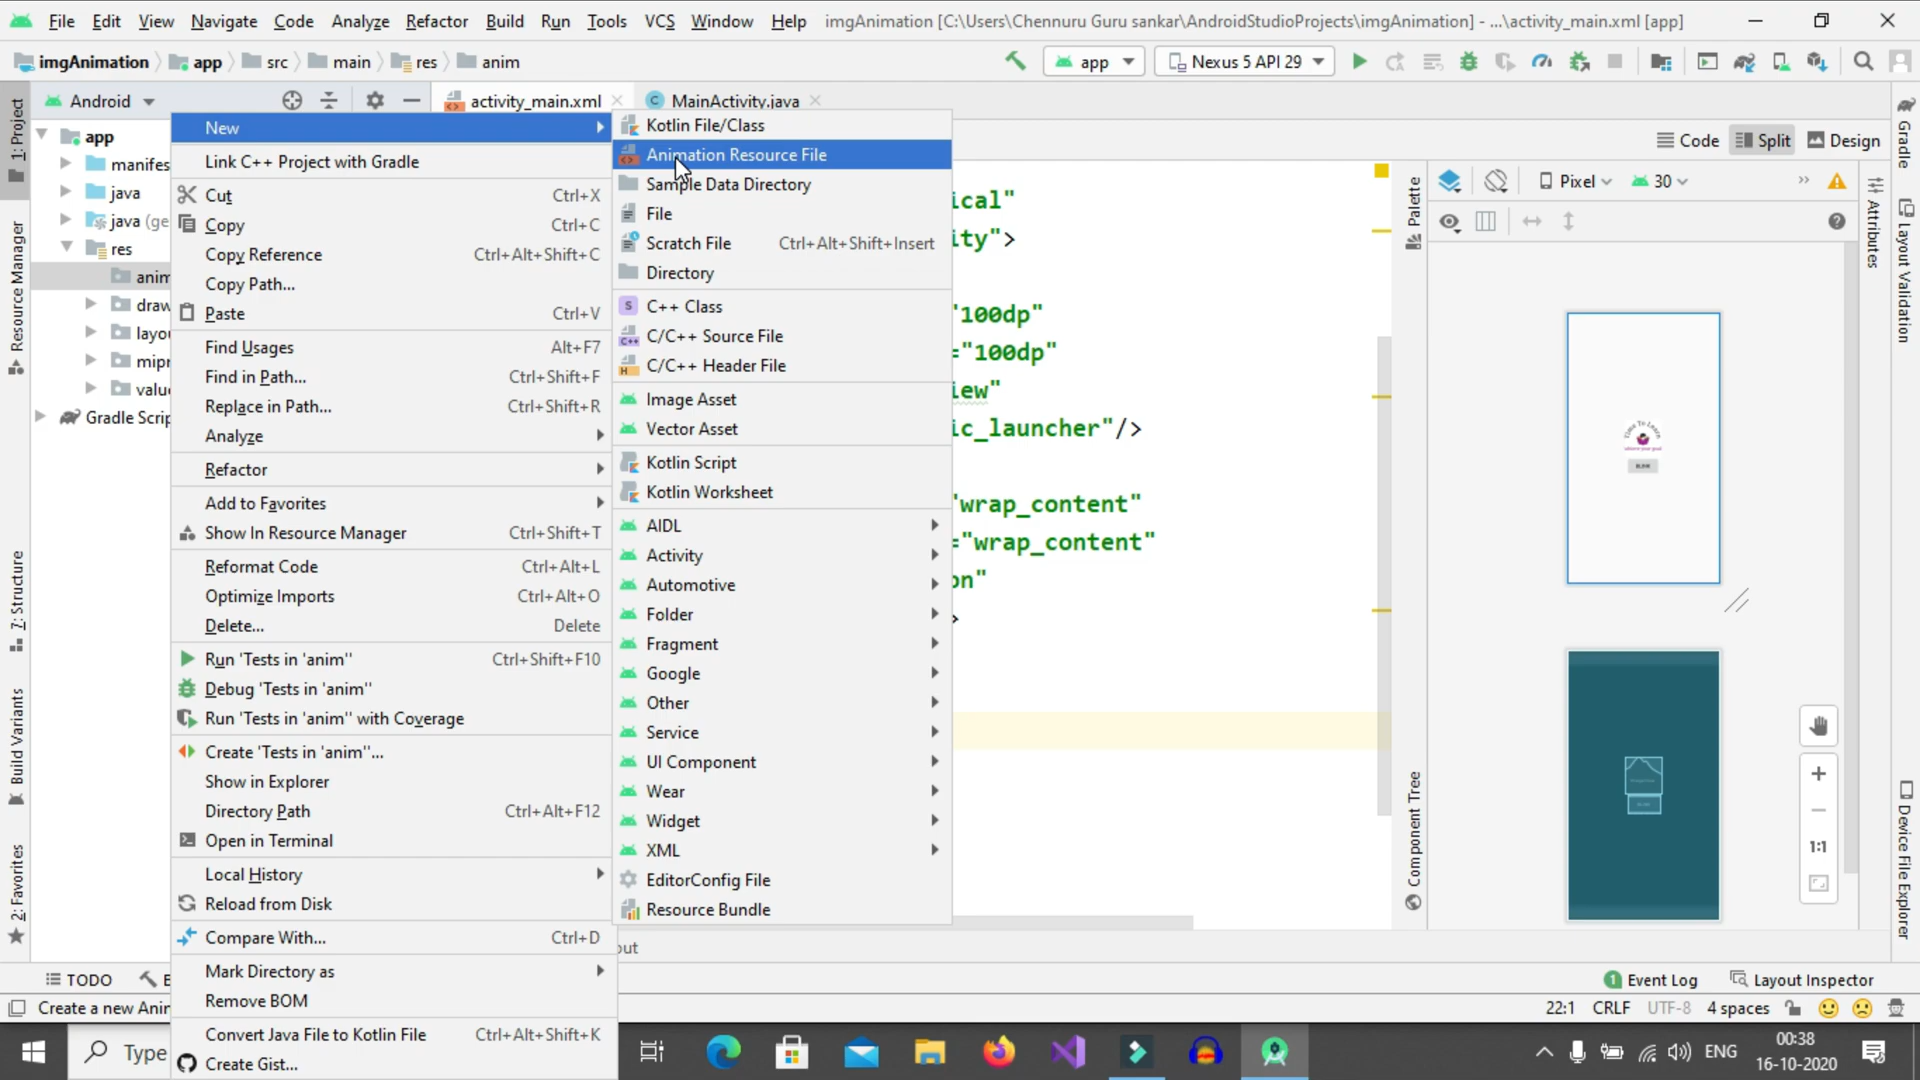 File Edit View Navigate Code Analyze Refactor Build Run Tools VCS Window Help imgAnimation [C:\Users\Chennuru Guru sankar\AndroidStudioProjects\imgAnimation] - ...\activity_main.xml [app]
imgAnimation app src main res anim app Nexus 5 API 29
Android activity_main.xml MainActivity.java
1: Project
Resource Manager
7: Structure
Build Variants
2: Favorites
app
manifes
java
java (ge
res
anim
draw
layou
mipr
value
Gradle Scrip
New
Link C++ Project with Gradle
Cut Ctrl+X
Copy Ctrl+C
Copy Reference Ctrl+Alt+Shift+C
Copy Path...
Paste Ctrl+V
Find Usages Alt+F7
Find in Path... Ctrl+Shift+F
Replace in Path... Ctrl+Shift+R
Analyze
Refactor
Add to Favorites
Show In Resource Manager Ctrl+Shift+T
Reformat Code Ctrl+Alt+L
Optimize Imports Ctrl+Alt+O
Delete... Delete
Run 'Tests in 'anim'' Ctrl+Shift+F10
Debug 'Tests in 'anim''
Run 'Tests in 'anim'' with Coverage
Create 'Tests in 'anim''...
Show in Explorer
Directory Path Ctrl+Alt+F12
Open in Terminal
Local History
Reload from Disk
Compare With... Ctrl+D
Mark Directory as
Remove BOM
Convert Java File to Kotlin File Ctrl+Alt+Shift+K
Create Gist...
Kotlin File/Class
Animation Resource File
Sample Data Directory
File
Scratch File Ctrl+Alt+Shift+Insert
Directory
C++ Class
C/C++ Source File
C/C++ Header File
Image Asset
Vector Asset
Kotlin Script
Kotlin Worksheet
AIDL
Activity
Automotive
Folder
Fragment
Google
Other
Service
UI Component
Wear
Widget
XML
EditorConfig File
Resource Bundle
ical"
ity">
"100dp"
="100dp"
iew"
ic_launcher"/>
"wrap_content"
="wrap_content"
on"
>
out
Code Split Design
Palette
Component Tree
Pixel 30
Time To Learn
BLINK
1:1
Attributes
Gradle
Layout Validation
Device File Explorer
TODO Event Log Layout Inspector
Create a new Anim 22:1 CRLF UTF-8 4 spaces
Type ENG 00:38
16-10-2020